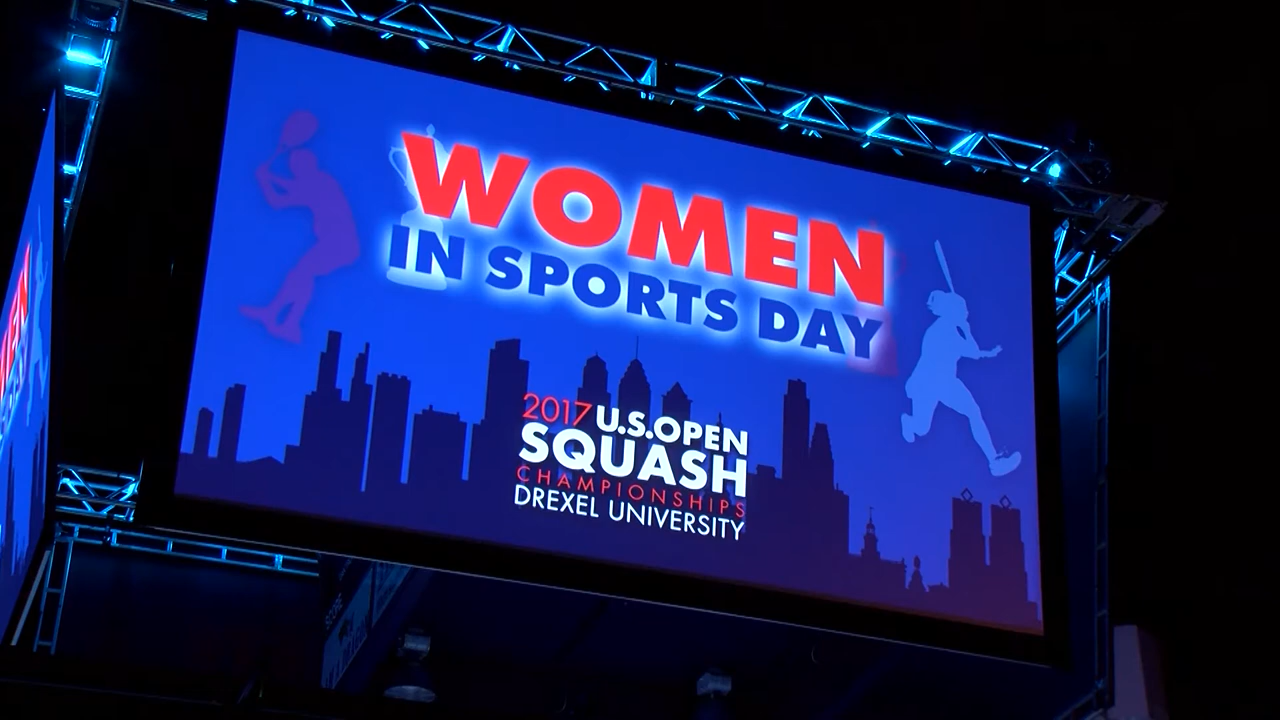 WOMEN
IN SPORTS DAY
2017 U.S.OPEN
SQUASH
CHAMPIONSHIPS
DREXEL UNIVERSITY